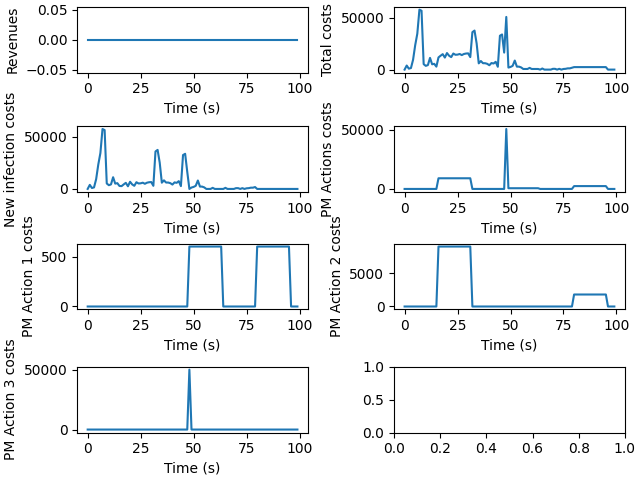 Revenues
0.05
0.00
−0.05
0 25 50 75 100
Time (s)
Total costs
50000
0
0 25 50 75 100
Time (s)
New infection costs
50000
0
0 25 50 75 100
Time (s)
PM Actions costs
50000
0
0 25 50 75 100
Time (s)
PM Action 1 costs
500
0
0 25 50 75 100
Time (s)
PM Action 2 costs
5000
0
0 25 50 75 100
Time (s)
PM Action 3 costs
50000
0
0 25 50 75 100
Time (s)
1.0
0.5
0.0
0.0 0.2 0.4 0.6 0.8 1.0